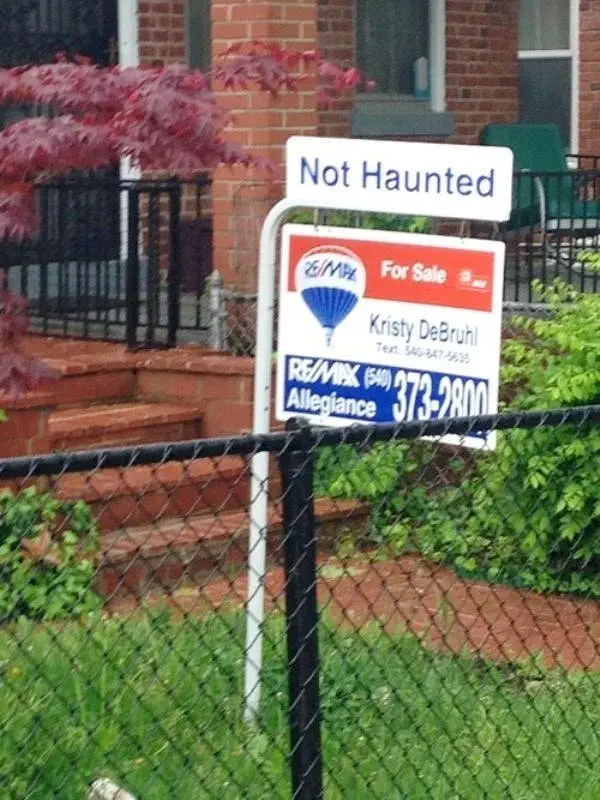 Not Haunted
RE/MAX
For Sale
Kristy DeBruhl
Text: 540-847-5635
RE/MAX (540) 373-2800
Allegiance